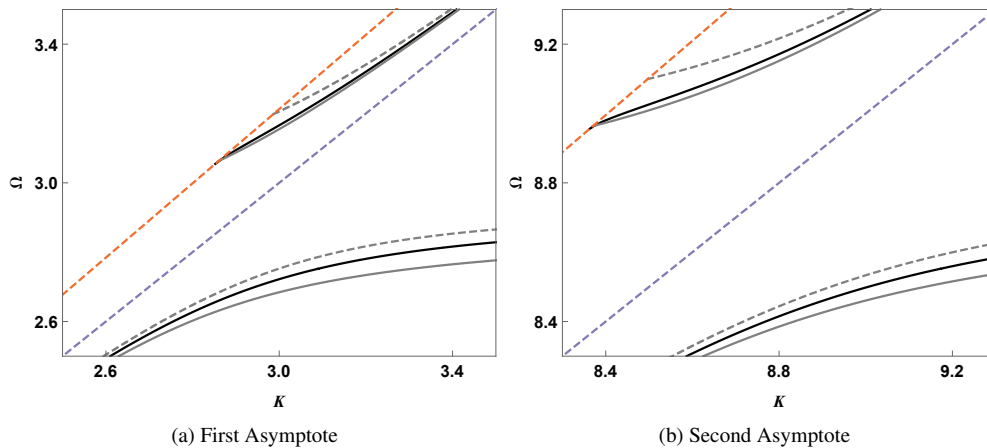 3.4
3.0
2.6
Ω
2.6 3.0 3.4
K
(a) First Asymptote
9.2
8.8
8.4
Ω
8.4 8.8 9.2
K
(b) Second Asymptote